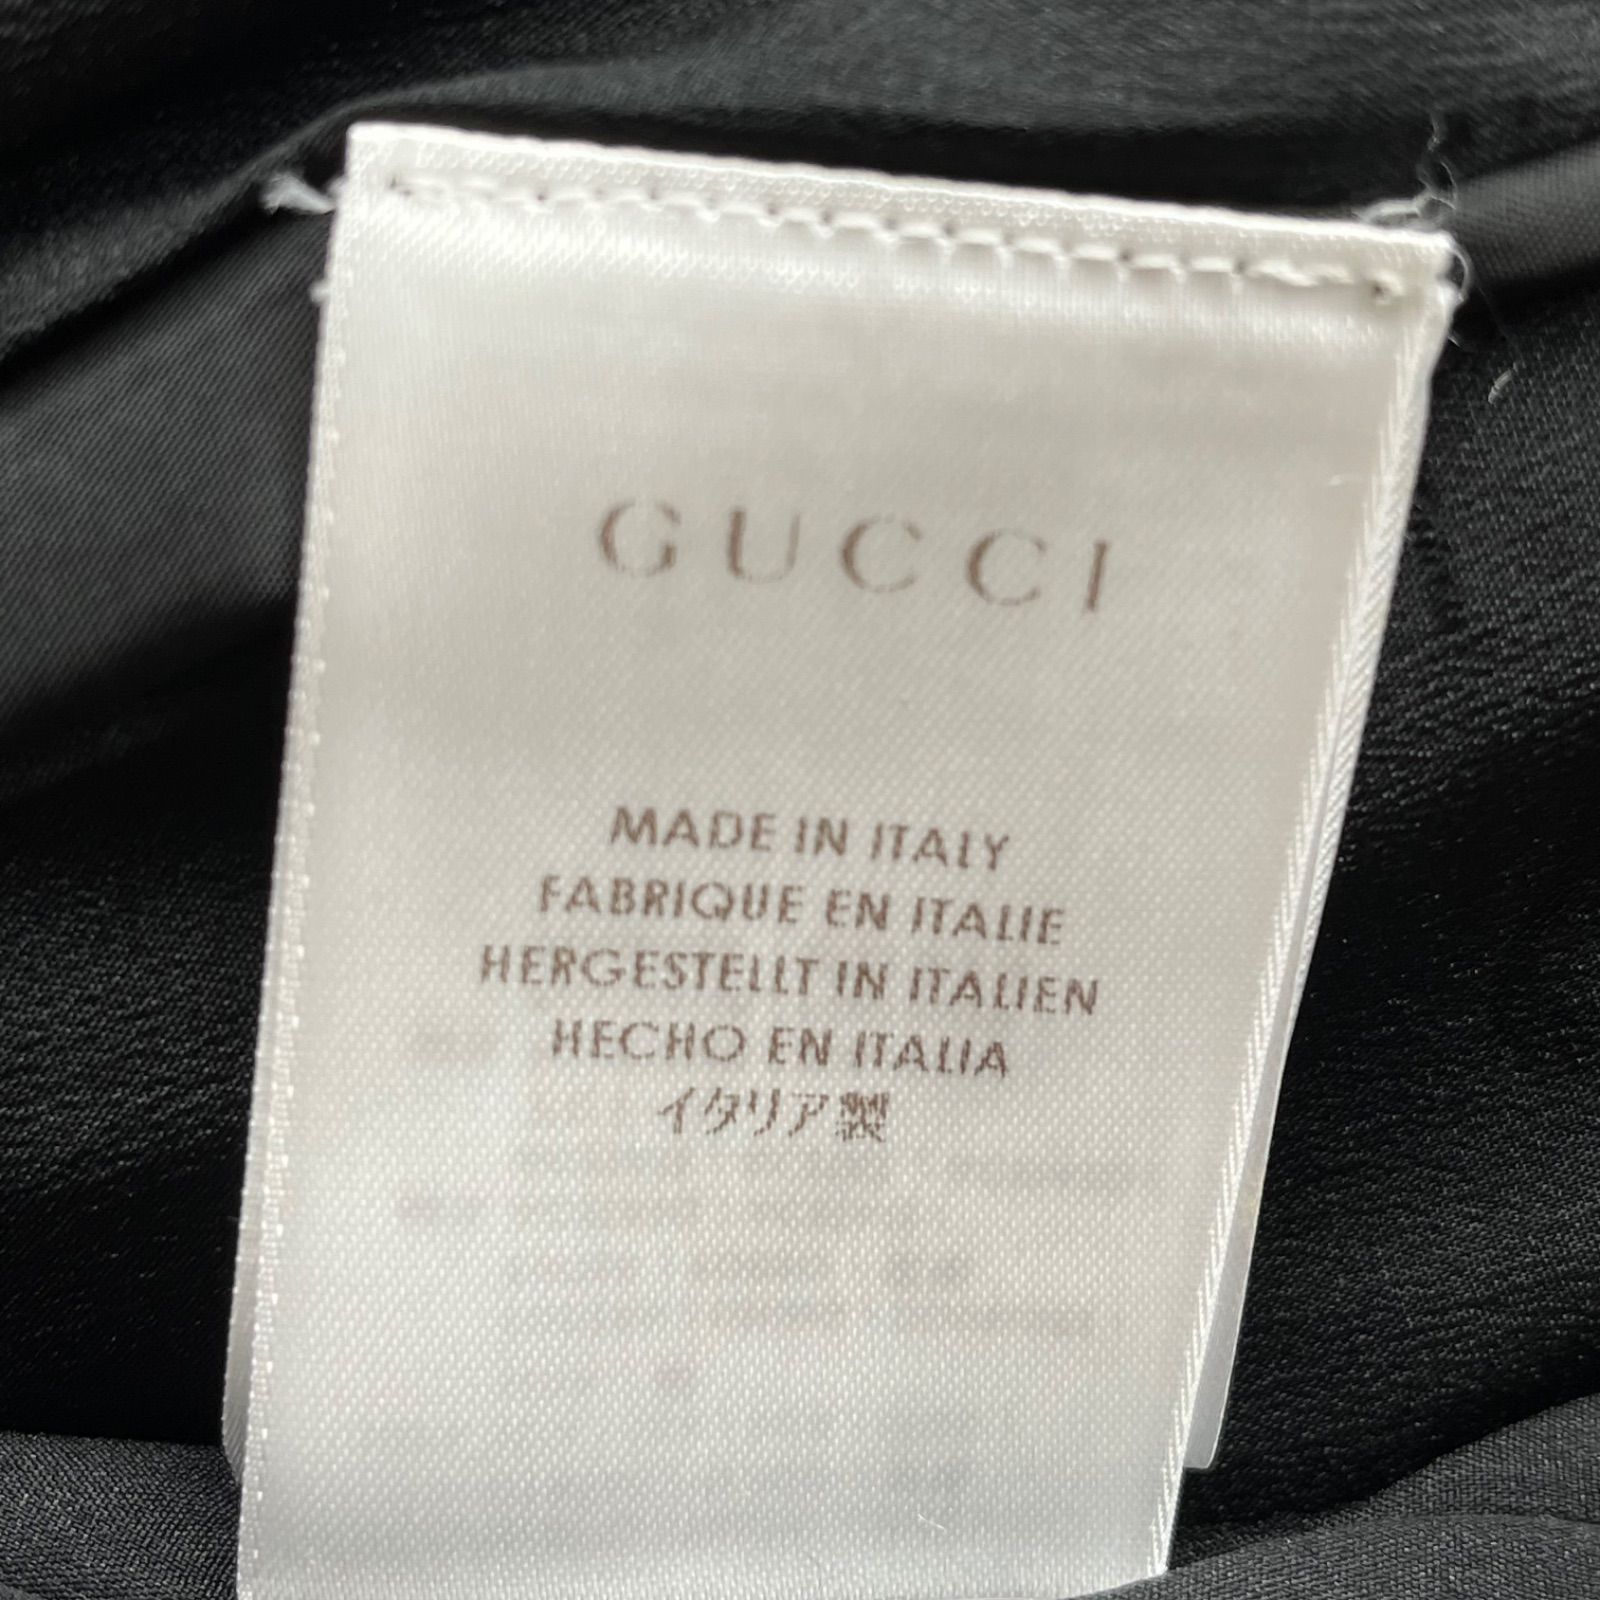 GUCCI
MADE IN ITALY
FABRIQUE EN ITALIE
HERGESTELLT IN ITALIEN
HECHO EN ITALIA
イタリア製